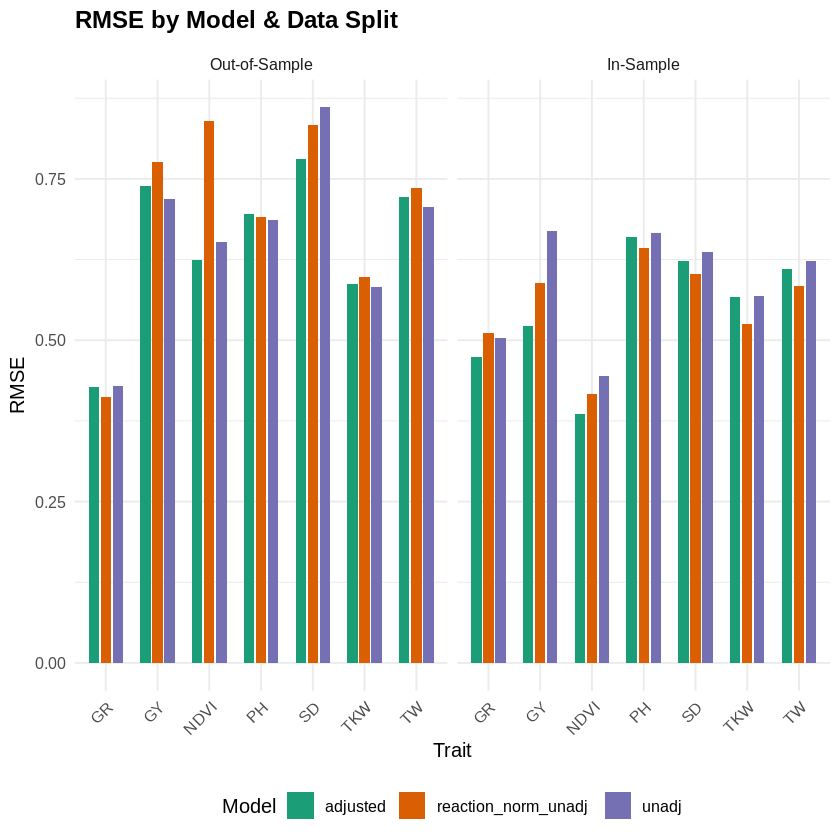 RMSE by Model & Data Split
Out-of-Sample
In-Sample
RMSE
0.75
0.50
0.25
0.00
GR
GY
NDVI
PH
SD
TKW
TW
GR
GY
NDVI
PH
SD
TKW
TW
Trait
Model
adjusted
reaction_norm_unadj
unadj